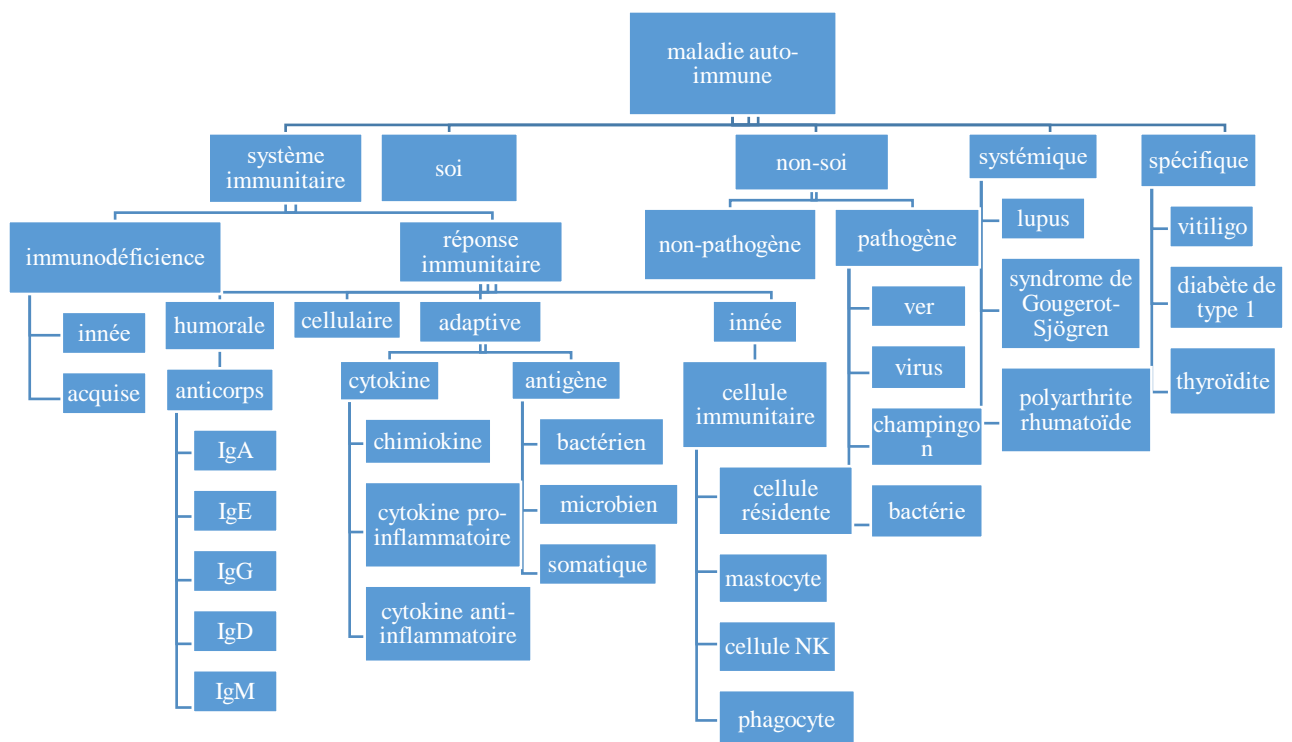 maladie auto-
immune
système
immunitaire
soi
non-soi
systémique
spécifique
immunodéficience
réponse
immunitaire
non-pathogène
pathogène
lupus
vitiligo
innée
acquise
humorale
cellulaire
adaptive
innée
ver
syndrome de
Gougerot-
Sjögren
diabète de
type 1
anticorps
cytokine
antigène
cellule
immunitaire
virus
polyarthrite
rhumatoïde
thyroïdite
IgA
IgE
IgG
IgD
IgM
chimiokine
cytokine pro-
inflammatoire
cytokine anti-
inflammatoire
bactérien
microbien
somatique
cellule
résidente
mastocyte
cellule NK
phagocyte
champingo
n
bactérie